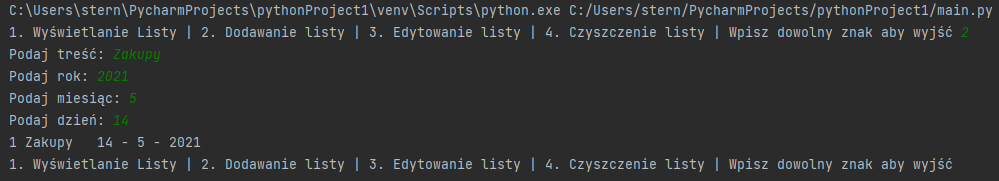 C:\Users\stern\PycharmProjects\pythonProject1\venv\Scripts\python.exe C:/Users/stern/PycharmProjects/pythonProject1/main.py
1. Wyświetlanie Listy | 2. Dodawanie listy | 3. Edytowanie listy | 4. Czyszczenie listy | Wpisz dowolny znak aby wyjść 2
Podaj treść: Zakupy
Podaj rok: 2021
Podaj miesiąc: 5
Podaj dzień: 14
1 Zakupy   14 - 5 - 2021
1. Wyświetlanie Listy | 2. Dodawanie listy | 3. Edytowanie listy | 4. Czyszczenie listy | Wpisz dowolny znak aby wyjść